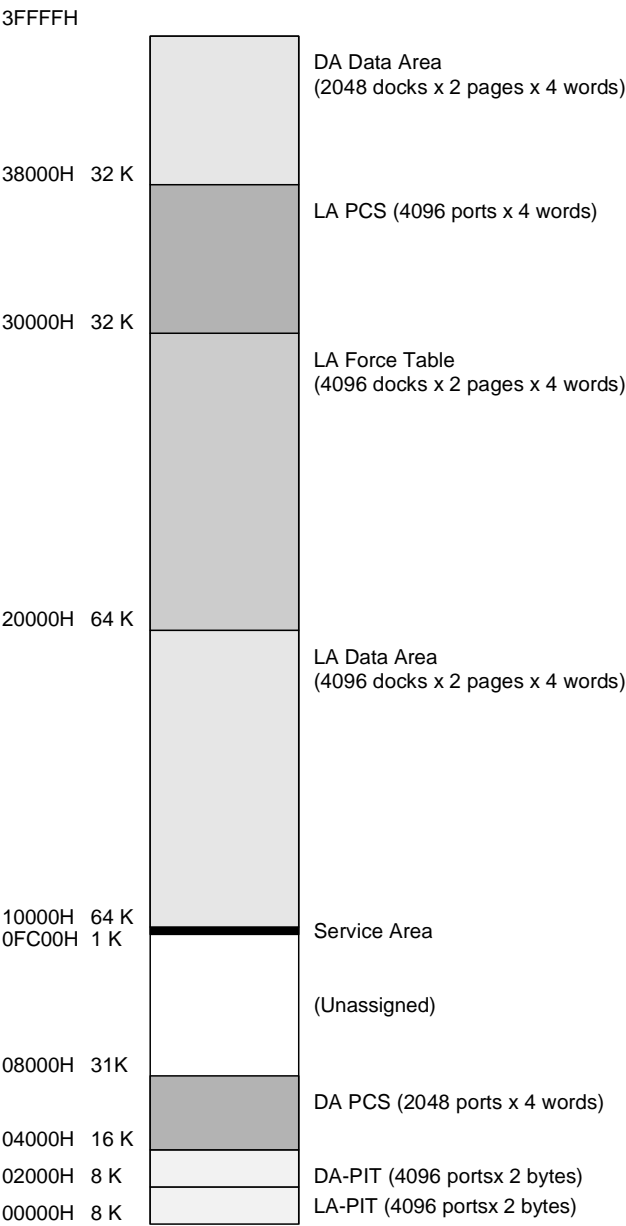 3FFFFH
DA Data Area
(2048 docks x 2 pages x 4 words)
38000H 32 K
LA PCS (4096 ports x 4 words)
30000H 32 K
LA Force Table
(4096 docks x 2 pages x 4 words)
20000H 64 K
LA Data Area
(4096 docks x 2 pages x 4 words)
10000H 64 K
0FC00H 1 K
Service Area
(Unassigned)
08000H 31K
DA PCS (2048 ports x 4 words)
04000H 16 K
02000H 8 K
DA-PIT (4096 portsx 2 bytes)
00000H 8 K
LA-PIT (4096 portsx 2 bytes)